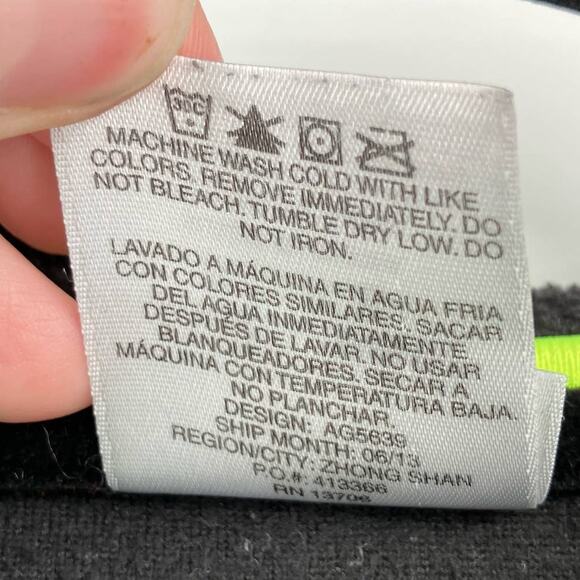 30C
MACHINE WASH COLD WITH LIKE
COLORS. REMOVE IMMEDIATELY. DO
NOT BLEACH. TUMBLE DRY LOW. DO
NOT IRON.
LAVADO A MÁQUINA EN AGUA FRIA
CON COLORES SIMILARES. SACAR
DEL AGUA INMEDIATAMENTE
DESPUÉS DE LAVAR. NO USAR
BLANQUEADORES. SECAR A
MÁQUINA CON TEMPERATURA BAJA.
NO PLANCHAR.
DESIGN: AG5639
SHIP MONTH: 06/13
REGION/CITY: ZHONG SHAN
P.O.#: 413366
RN 13706